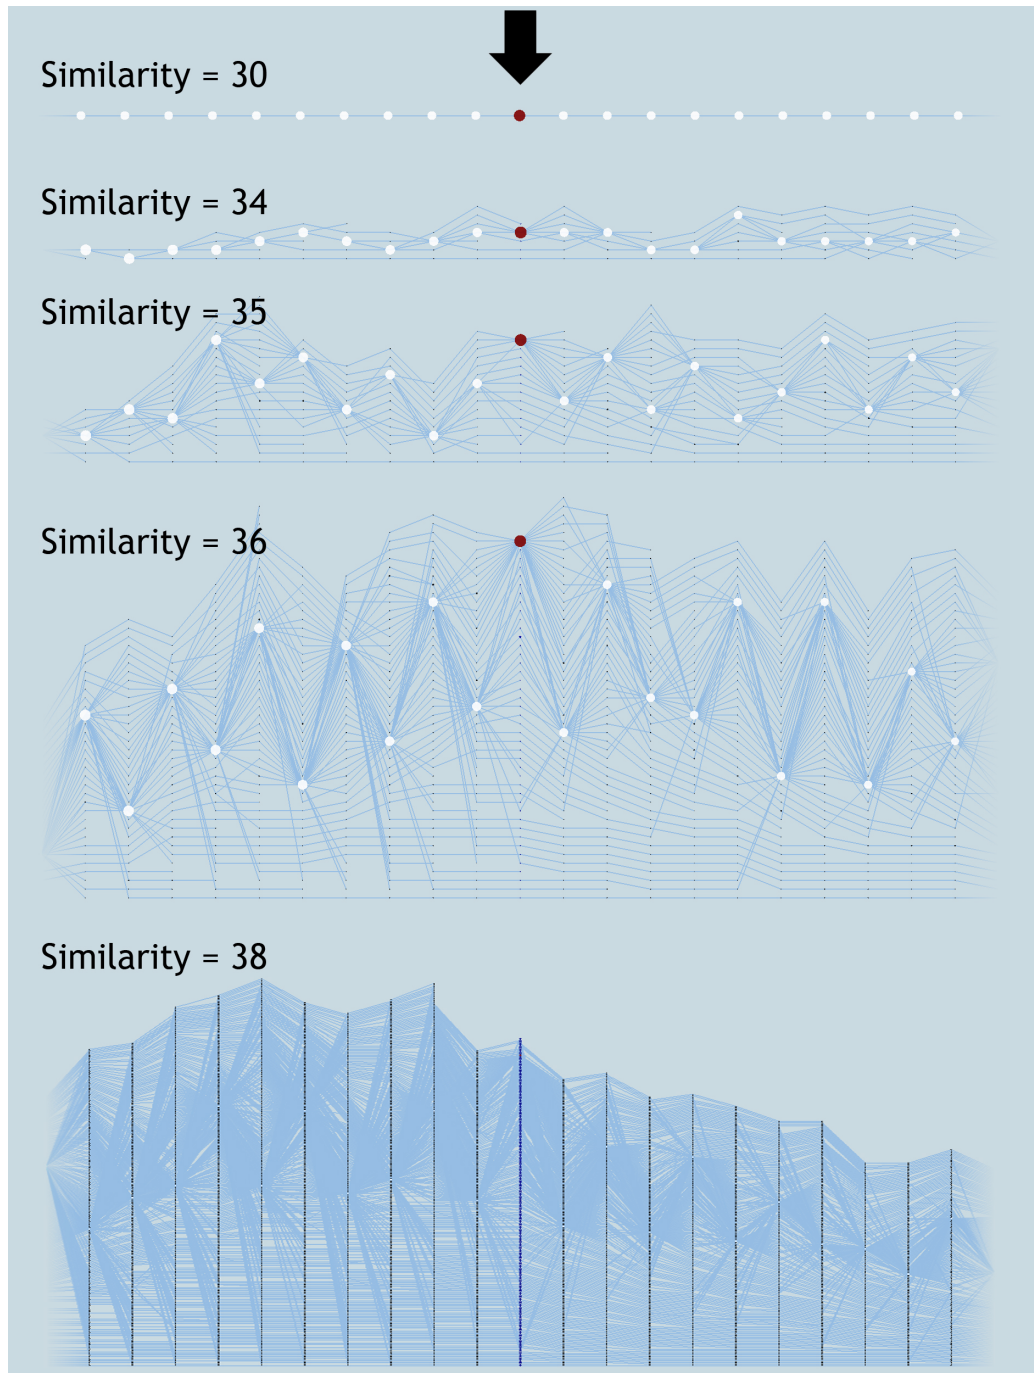 Similarity = 30
Similarity = 34
Similarity = 35
Similarity = 36
Similarity = 38